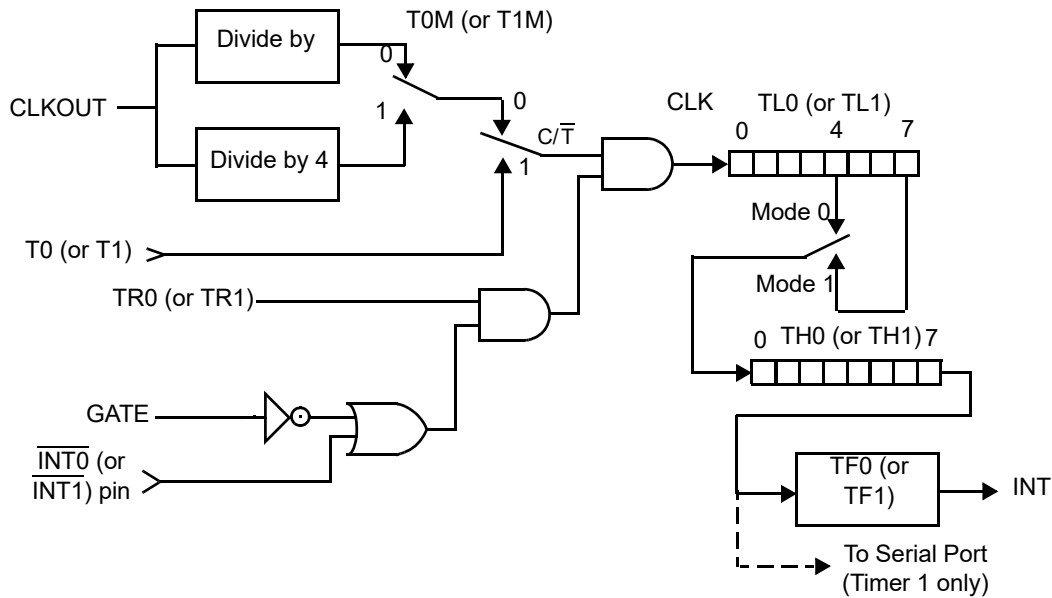 T0M (or T1M)
Divide by
0
CLKOUT
1
Divide by 4
0
C/T̅
1
CLK
TL0 (or TL1)
0 4 7
T0 (or T1)
Mode 0
Mode 1
TR0 (or TR1)
0 TH0 (or TH1) 7
GATE
I̅N̅T̅0̅ (or
I̅N̅T̅1̅) pin
TF0 (or
TF1)
INT
To Serial Port
(Timer 1 only)